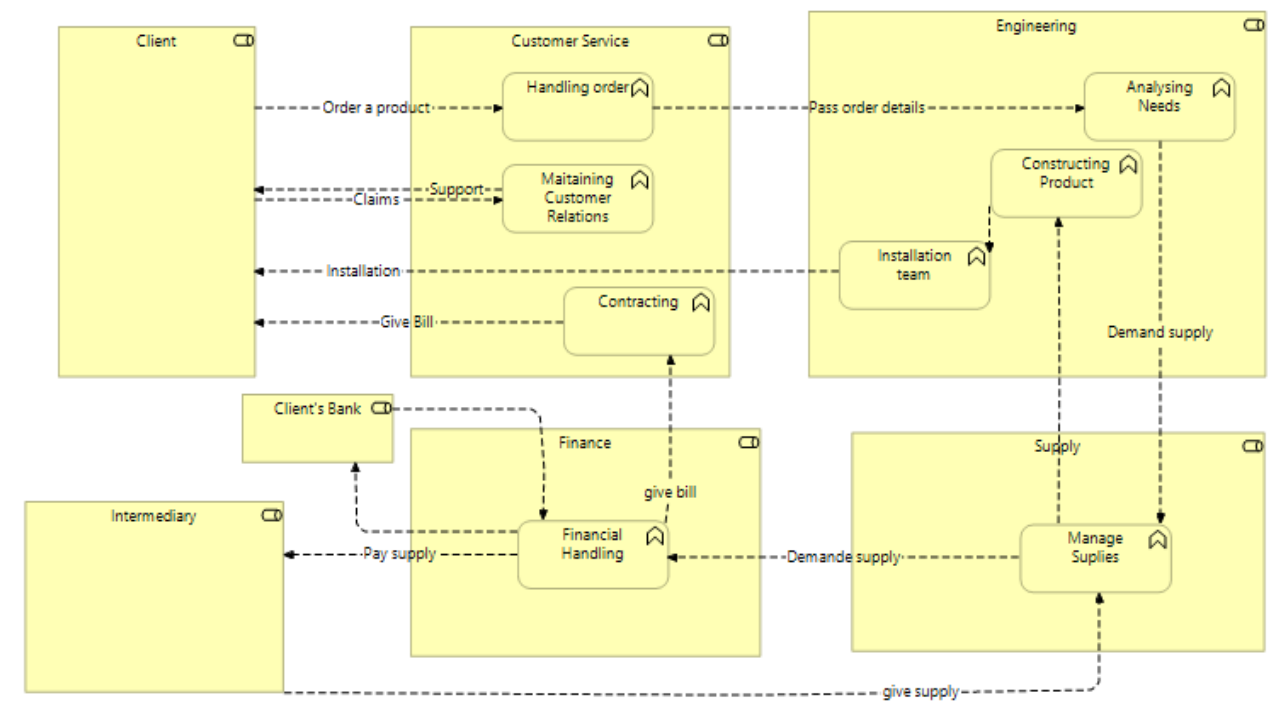 Client
Customer Service
Engineering
Handling order
Analysing
Needs
Order a product
Pass order details
Constructing
Product
Maitaining
Customer
Relations
Support
Claims
Installation
team
Installation
Contracting
Give Bill
Demand supply
Client's Bank
Finance
Supply
give bill
Intermediary
Financial
Handling
Manage
Suplies
Pay supply
Demande supply
give supply